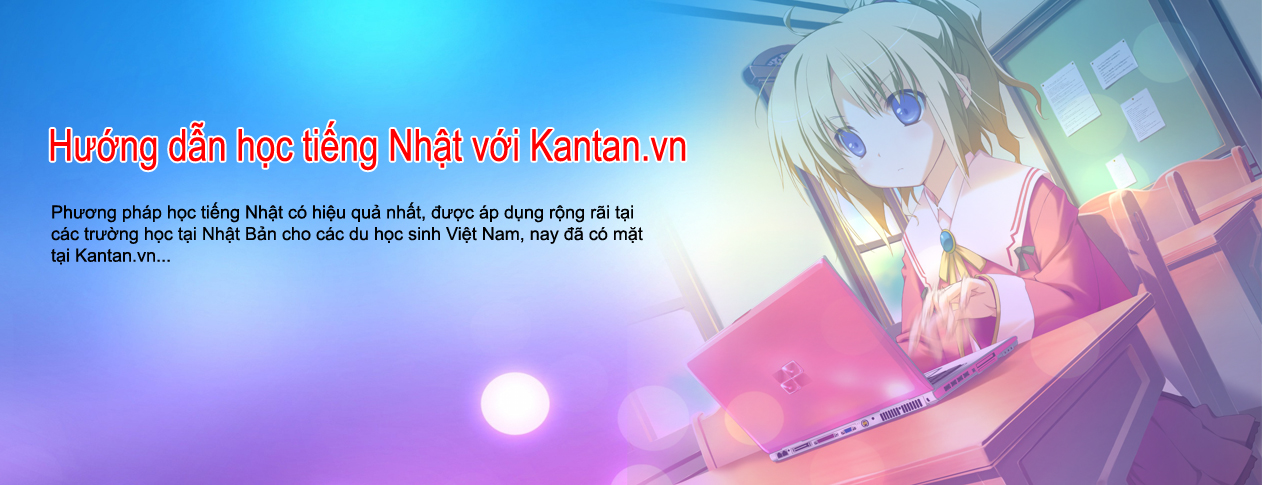 Hướng dẫn học tiếng Nhật với Kantan.vn
Phương pháp học tiếng Nhật có hiệu quả nhất, được áp dụng rộng rãi tại
các trường học tại Nhật Bản cho các du học sinh Việt Nam, nay đã có mặt
tại Kantan.vn...